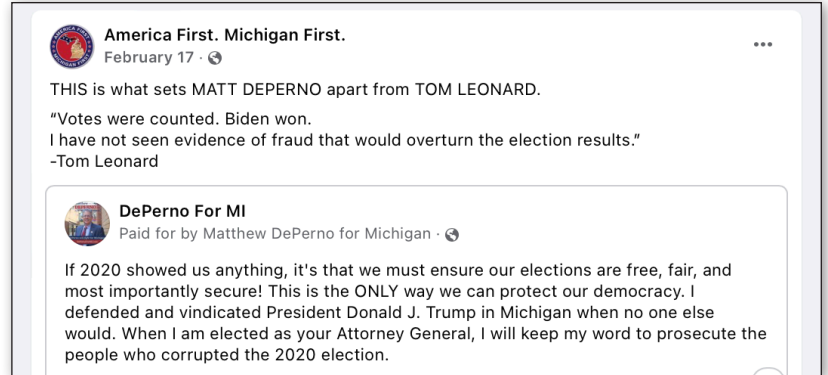 America First. Michigan First.
February 17 ·
THIS is what sets MATT DEPERNO apart from TOM LEONARD.
“Votes were counted. Biden won.
I have not seen evidence of fraud that would overturn the election results.”
-Tom Leonard
DePerno For MI
Paid for by Matthew DePerno for Michigan ·
If 2020 showed us anything, it's that we must ensure our elections are free, fair, and
most importantly secure! This is the ONLY way we can protect our democracy. I
defended and vindicated President Donald J. Trump in Michigan when no one else
would. When I am elected as your Attorney General, I will keep my word to prosecute the
people who corrupted the 2020 election.